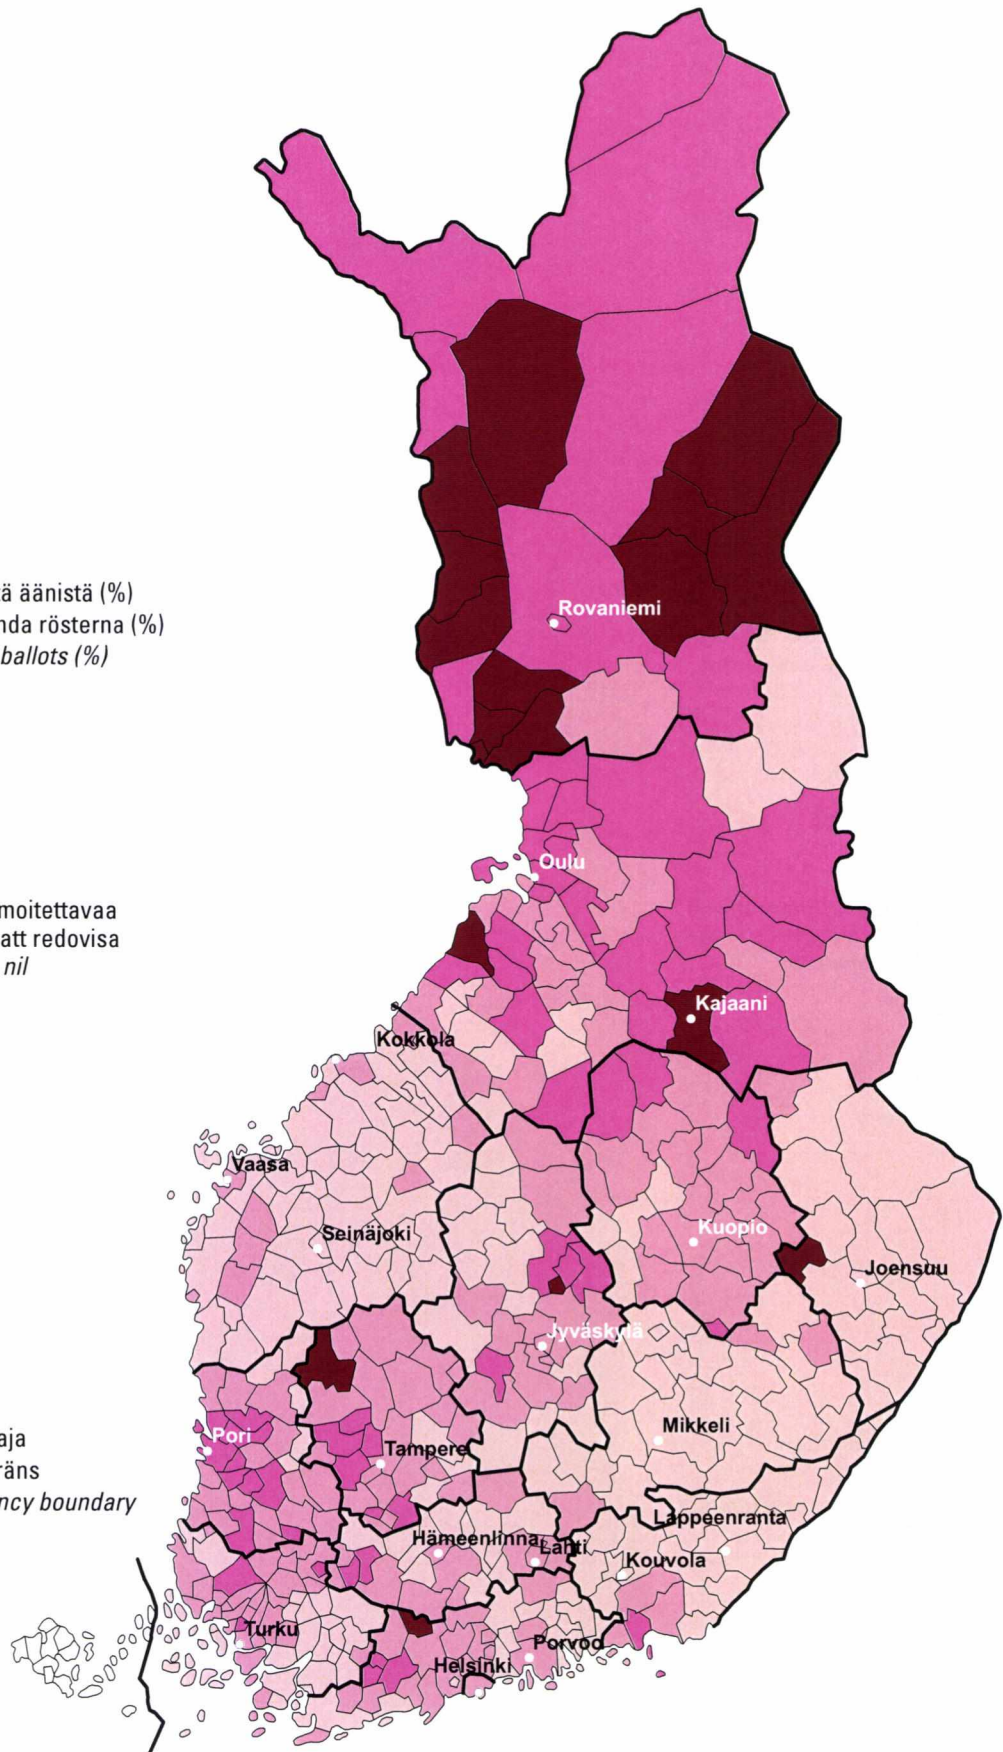 tä äänistä (%)
nda rösterna (%)
ballots (%)
Rovaniemi
Oulu
moitettavaa
att redovisa
nil
Kajaani
Kokkola
Vaasa
Seinäjoki
Kuopio
Joensuu
Jyväskylä
Pori
aja
räns
ncy boundary
Tampere
Mikkeli
Lappeenranta
Hämeenlinna
Lahti
Kouvola
Turku
Porvoo
Helsinki